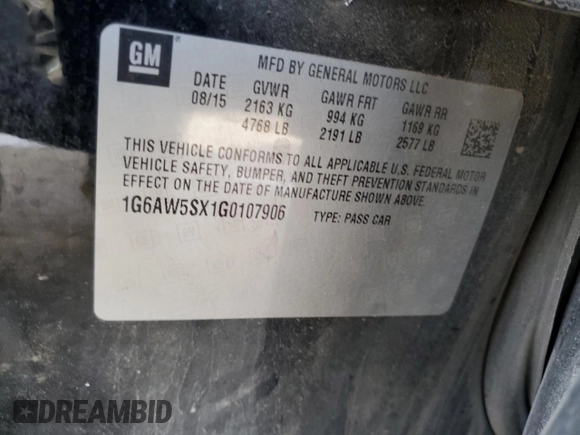 GM
MFD BY GENERAL MOTORS LLC
DATE GVWR GAWR FRT GAWR RR
08/15 2163 KG 994 KG 1169 KG
4768 LB 2191 LB 2577 LB
THIS VEHICLE CONFORMS TO ALL APPLICABLE U.S. FEDERAL MOTOR
VEHICLE SAFETY, BUMPER, AND THEFT PREVENTION STANDARDS IN
EFFECT ON THE DATE OF MANUFACTURE SHOWN ABOVE.
1G6AW5SX1G0107906 TYPE: PASS CAR
DREAMBID